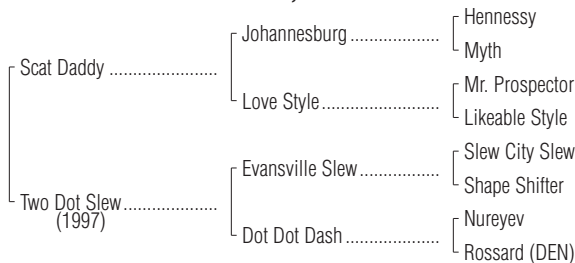 Hennessy
Johannesburg ....................
Myth
Scat Daddy ........................
Mr. Prospector
Love Style..........................
Likeable Style
Slew City Slew
Evansville Slew..................
Shape Shifter
Two Dot Slew.....................
(1997)
Nureyev
Dot Dot Dash.....................
Rossard (DEN)